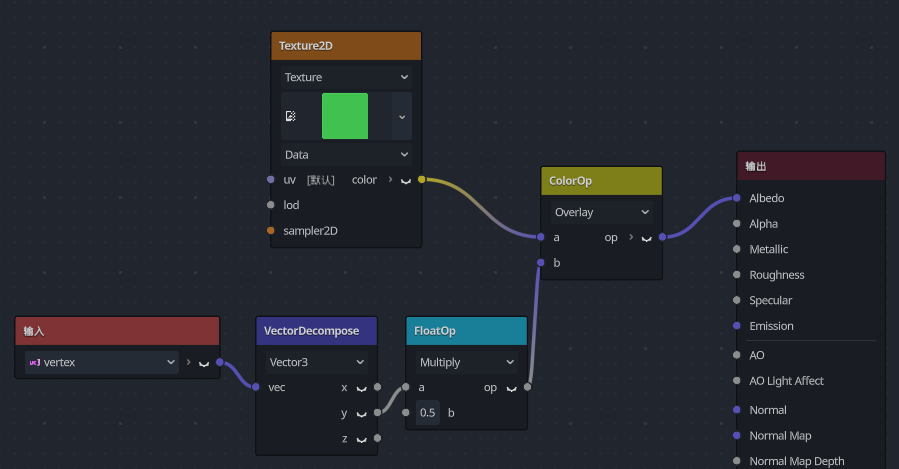 Texture2D
Texture
Data
uv [默认] color
lod
sampler2D
ColorOp
Overlay
a op
b
输出
Albedo
Alpha
Metallic
Roughness
Specular
Emission
AO
AO Light Affect
Normal
Normal Map
Normal Map Depth
输入
vertex
VectorDecompose
Vector3
vec x
y
z
FloatOp
Multiply
a op
0.5 b